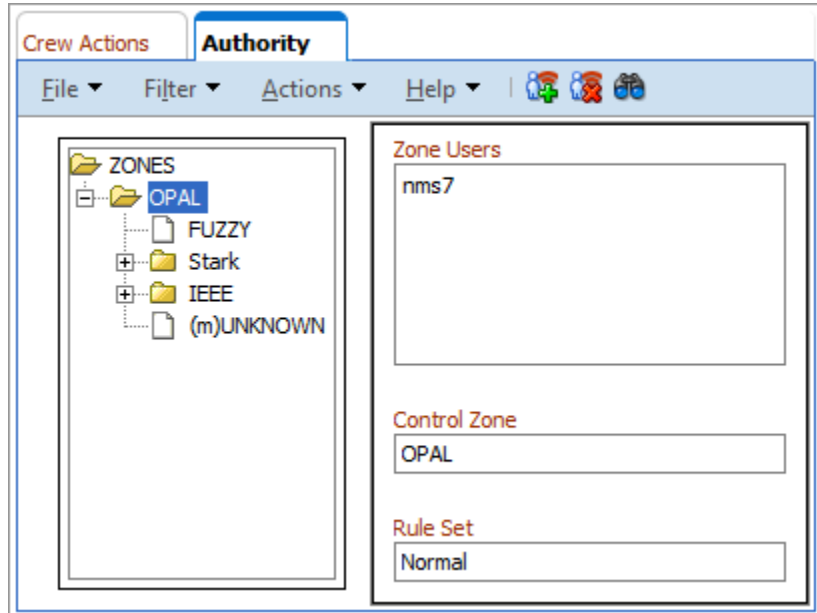 Crew Actions
Authority
File Filter Actions Help
ZONES
OPAL
FUZZY
Stark
IEEE
(m)UNKNOWN
Zone Users
nms7
Control Zone
OPAL
Rule Set
Normal